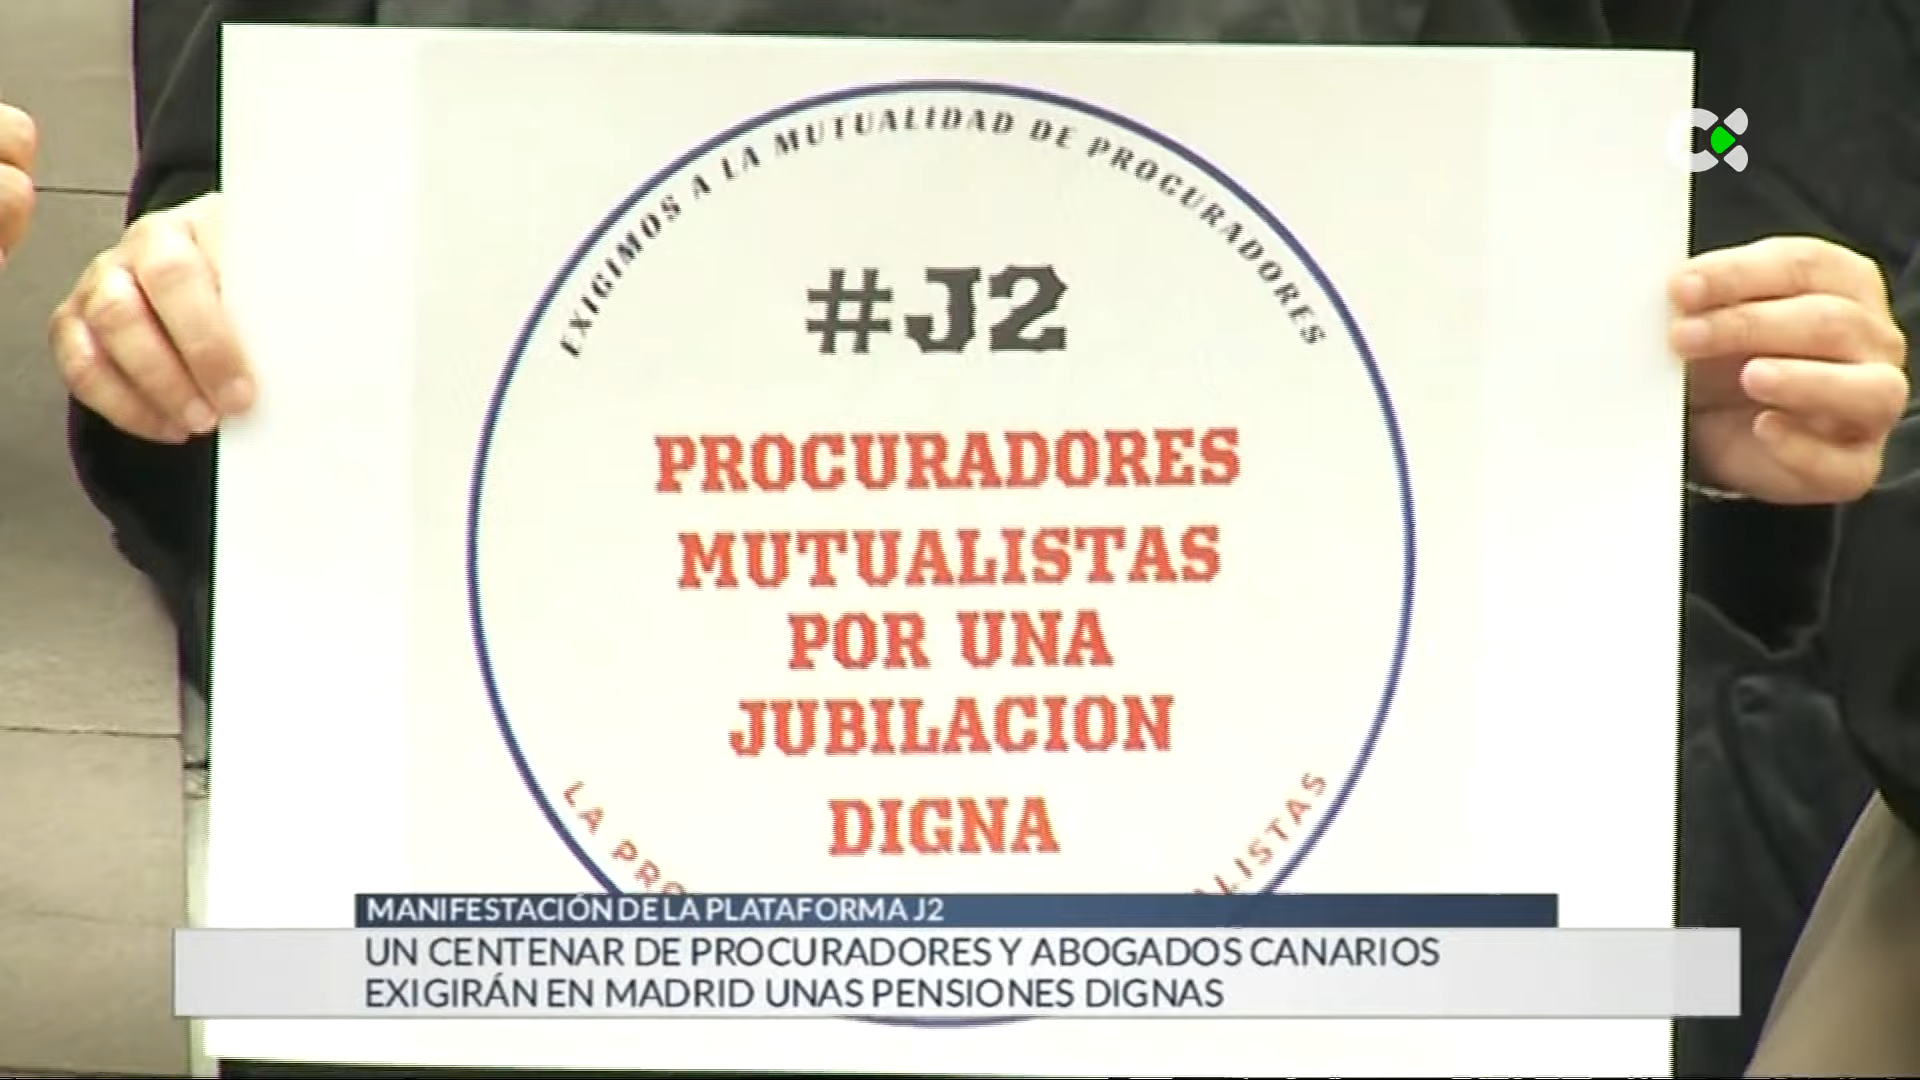 EXIGIMOS A LA MUTUALIDAD DE PROCURADORES
#J2
PROCURADORES
MUTUALISTAS
POR UNA
JUBILACION
DIGNA
LA
MANIFESTACIÓN DE LA PLATAFORMA J2
UN CENTENAR DE PROCURADORES Y ABOGADOS CANARIOS
EXIGIRÁN EN MADRID UNAS PENSIONES DIGNAS